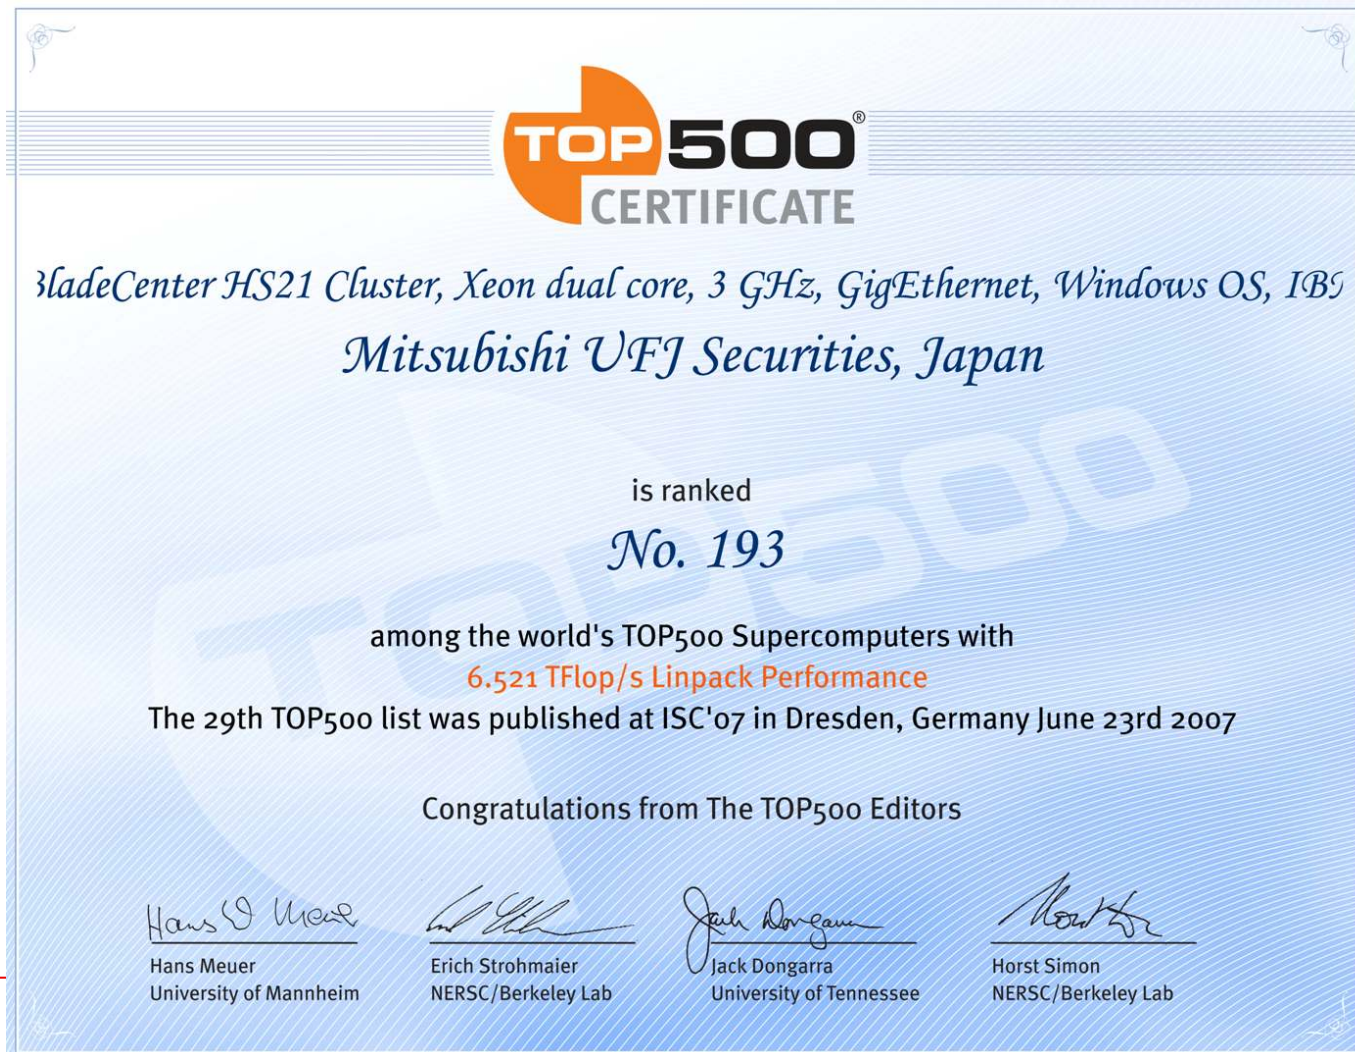 TOP500®
CERTIFICATE
BladeCenter HS21 Cluster, Xeon dual core, 3 GHz, GigEthernet, Windows OS, IBM
Mitsubishi UFJ Securities, Japan
is ranked
No. 193
among the world's TOP500 Supercomputers with
6.521 TFlop/s Linpack Performance
The 29th TOP500 list was published at ISC'07 in Dresden, Germany June 23rd 2007
Congratulations from The TOP500 Editors
Hans Meuer
University of Mannheim
Erich Strohmaier
NERSC/Berkeley Lab
Jack Dongarra
University of Tennessee
Horst Simon
NERSC/Berkeley Lab